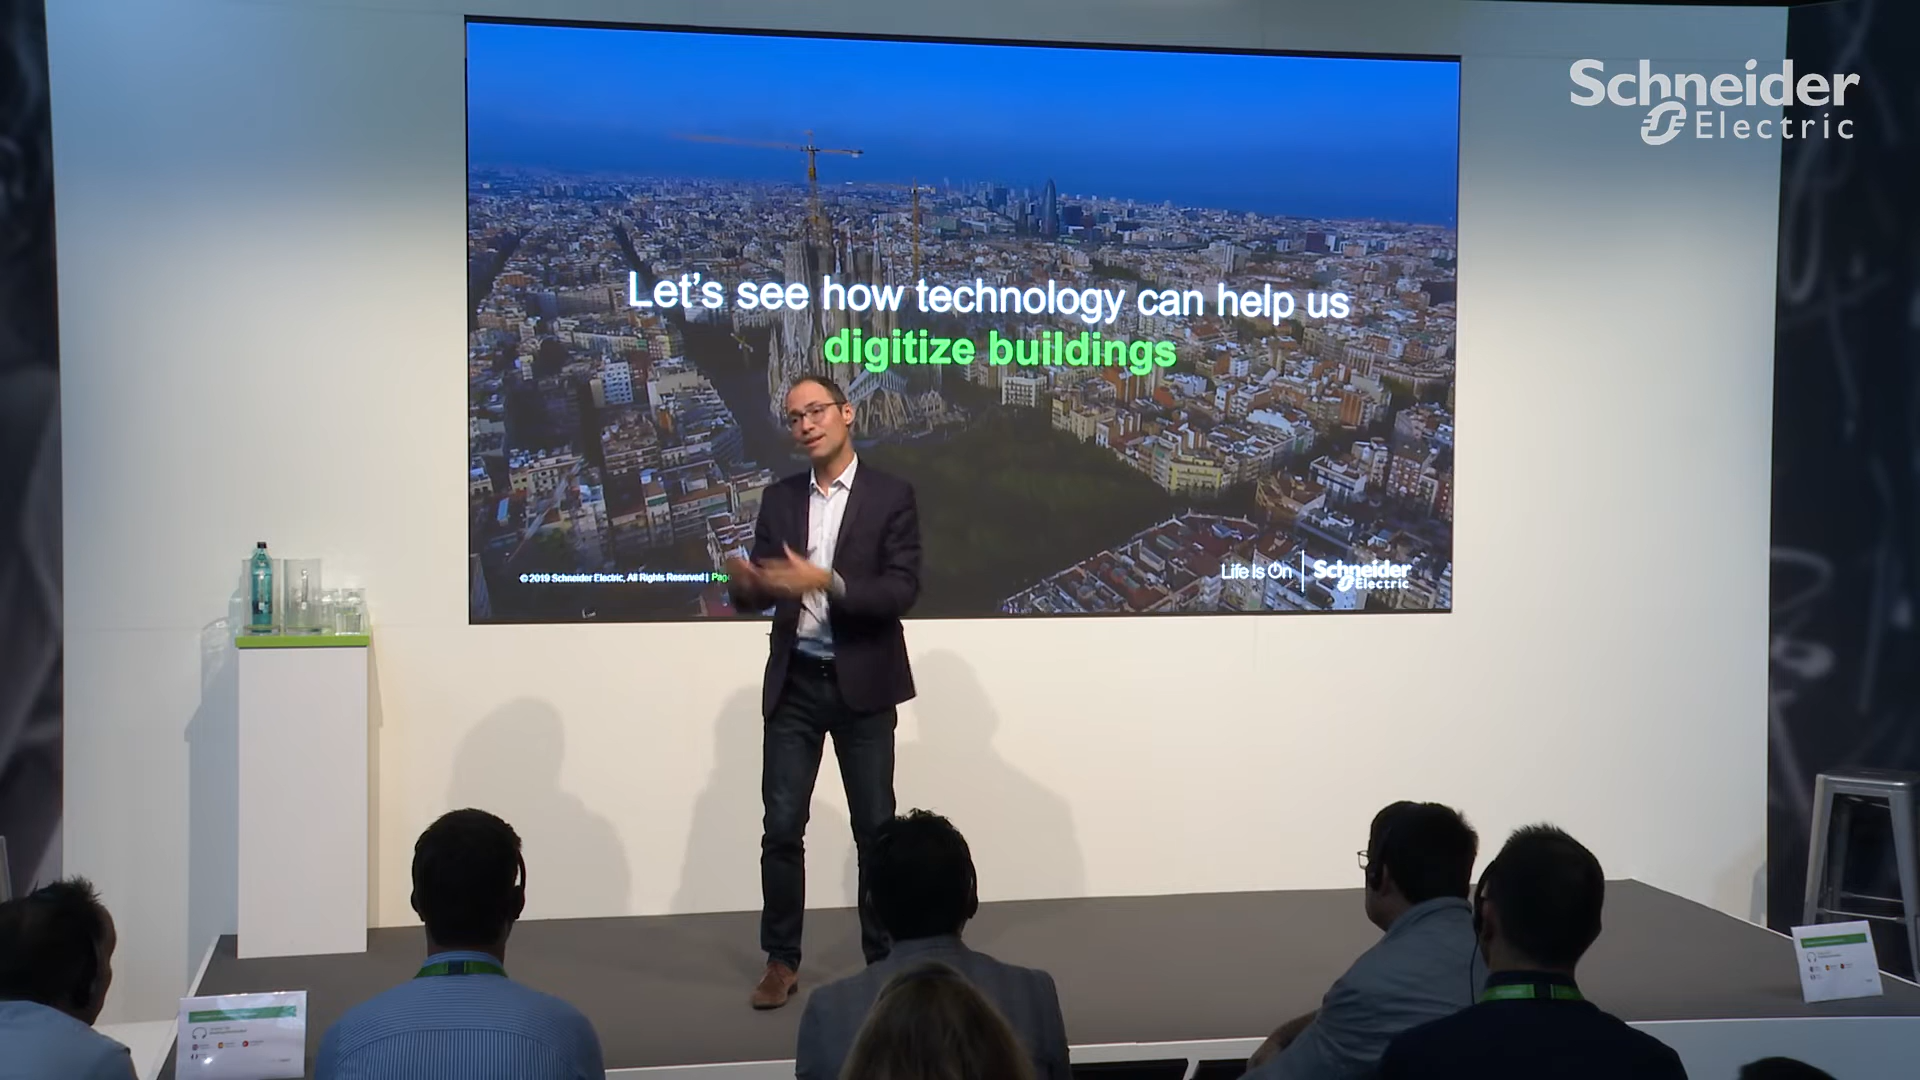 Schneider
Electric
Let's see how technology can help us
digitize buildings
© 2019 Schneider Electric, All Rights Reserved |
Life Is On
Schneider
Electric